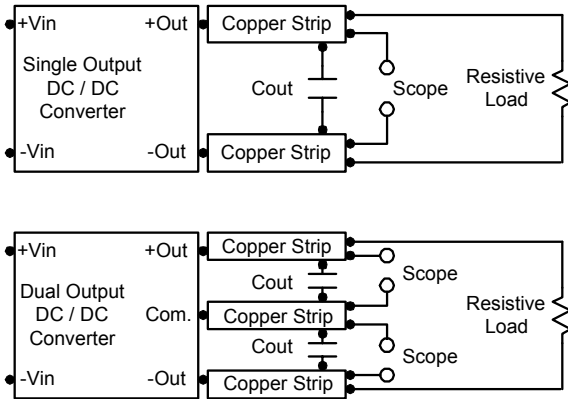 +Vin
+Out
Copper Strip
Single Output
DC / DC
Converter
Cout
Scope
Resistive
Load
-Vin
-Out
Copper Strip
+Vin
+Out
Copper Strip
Cout
Scope
Dual Output
DC / DC
Converter
Com.
Copper Strip
Resistive
Load
Cout
Scope
-Vin
-Out
Copper Strip